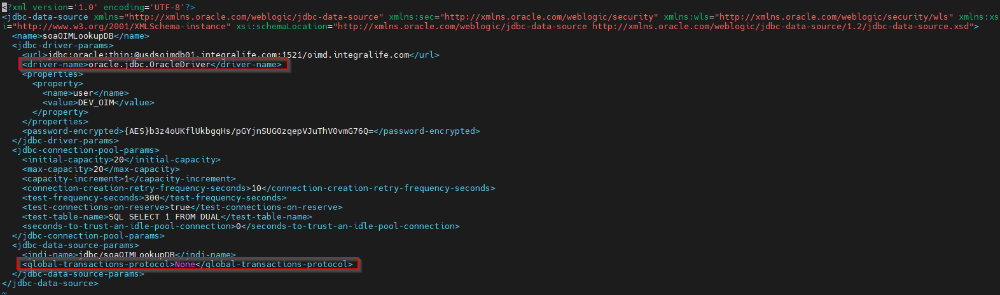 <?xml version='1.0' encoding='UTF-8'?>
<jdbc-data-source xmlns="http://xmlns.oracle.com/weblogic/jdbc-data-source" xmlns:sec="http://xmlns.oracle.com/weblogic/security" xmlns:wls="http://xmlns.oracle.com/weblogic/security/wls" xmlns:xs
i="http://www.w3.org/2001/XMLSchema-instance" xsi:schemaLocation="http://xmlns.oracle.com/weblogic/jdbc-data-source http://xmlns.oracle.com/weblogic/jdbc-data-source/1.2/jdbc-data-source.xsd">
<name>soaOIMLookupDB</name>
<jdbc-driver-params>
<url>jdbc:oracle:thin:@usdsoimdb01.integralife.com:1521/oimd.integralife.com</url>
<driver-name>oracle.jdbc.OracleDriver</driver-name>
<properties>
<property>
<name>user</name>
<value>DEV_OIM</value>
</property>
</properties>
<password-encrypted>{AES}b3z4oUKflUkbgqHs/pGYjnSUG0zqepVJuThV0vmG76Q=</password-encrypted>
</jdbc-driver-params>
<jdbc-connection-pool-params>
<initial-capacity>20</initial-capacity>
<max-capacity>20</max-capacity>
<capacity-increment>1</capacity-increment>
<connection-creation-retry-frequency-seconds>10</connection-creation-retry-frequency-seconds>
<test-frequency-seconds>300</test-frequency-seconds>
<test-connections-on-reserve>true</test-connections-on-reserve>
<test-table-name>SQL SELECT 1 FROM DUAL</test-table-name>
<seconds-to-trust-an-idle-pool-connection>0</seconds-to-trust-an-idle-pool-connection>
</jdbc-connection-pool-params>
<jdbc-data-source-params>
<jndi-name>jdbc/soaOIMLookupDB</jndi-name>
<global-transactions-protocol>None</global-transactions-protocol>
</jdbc-data-source-params>
</jdbc-data-source>
~